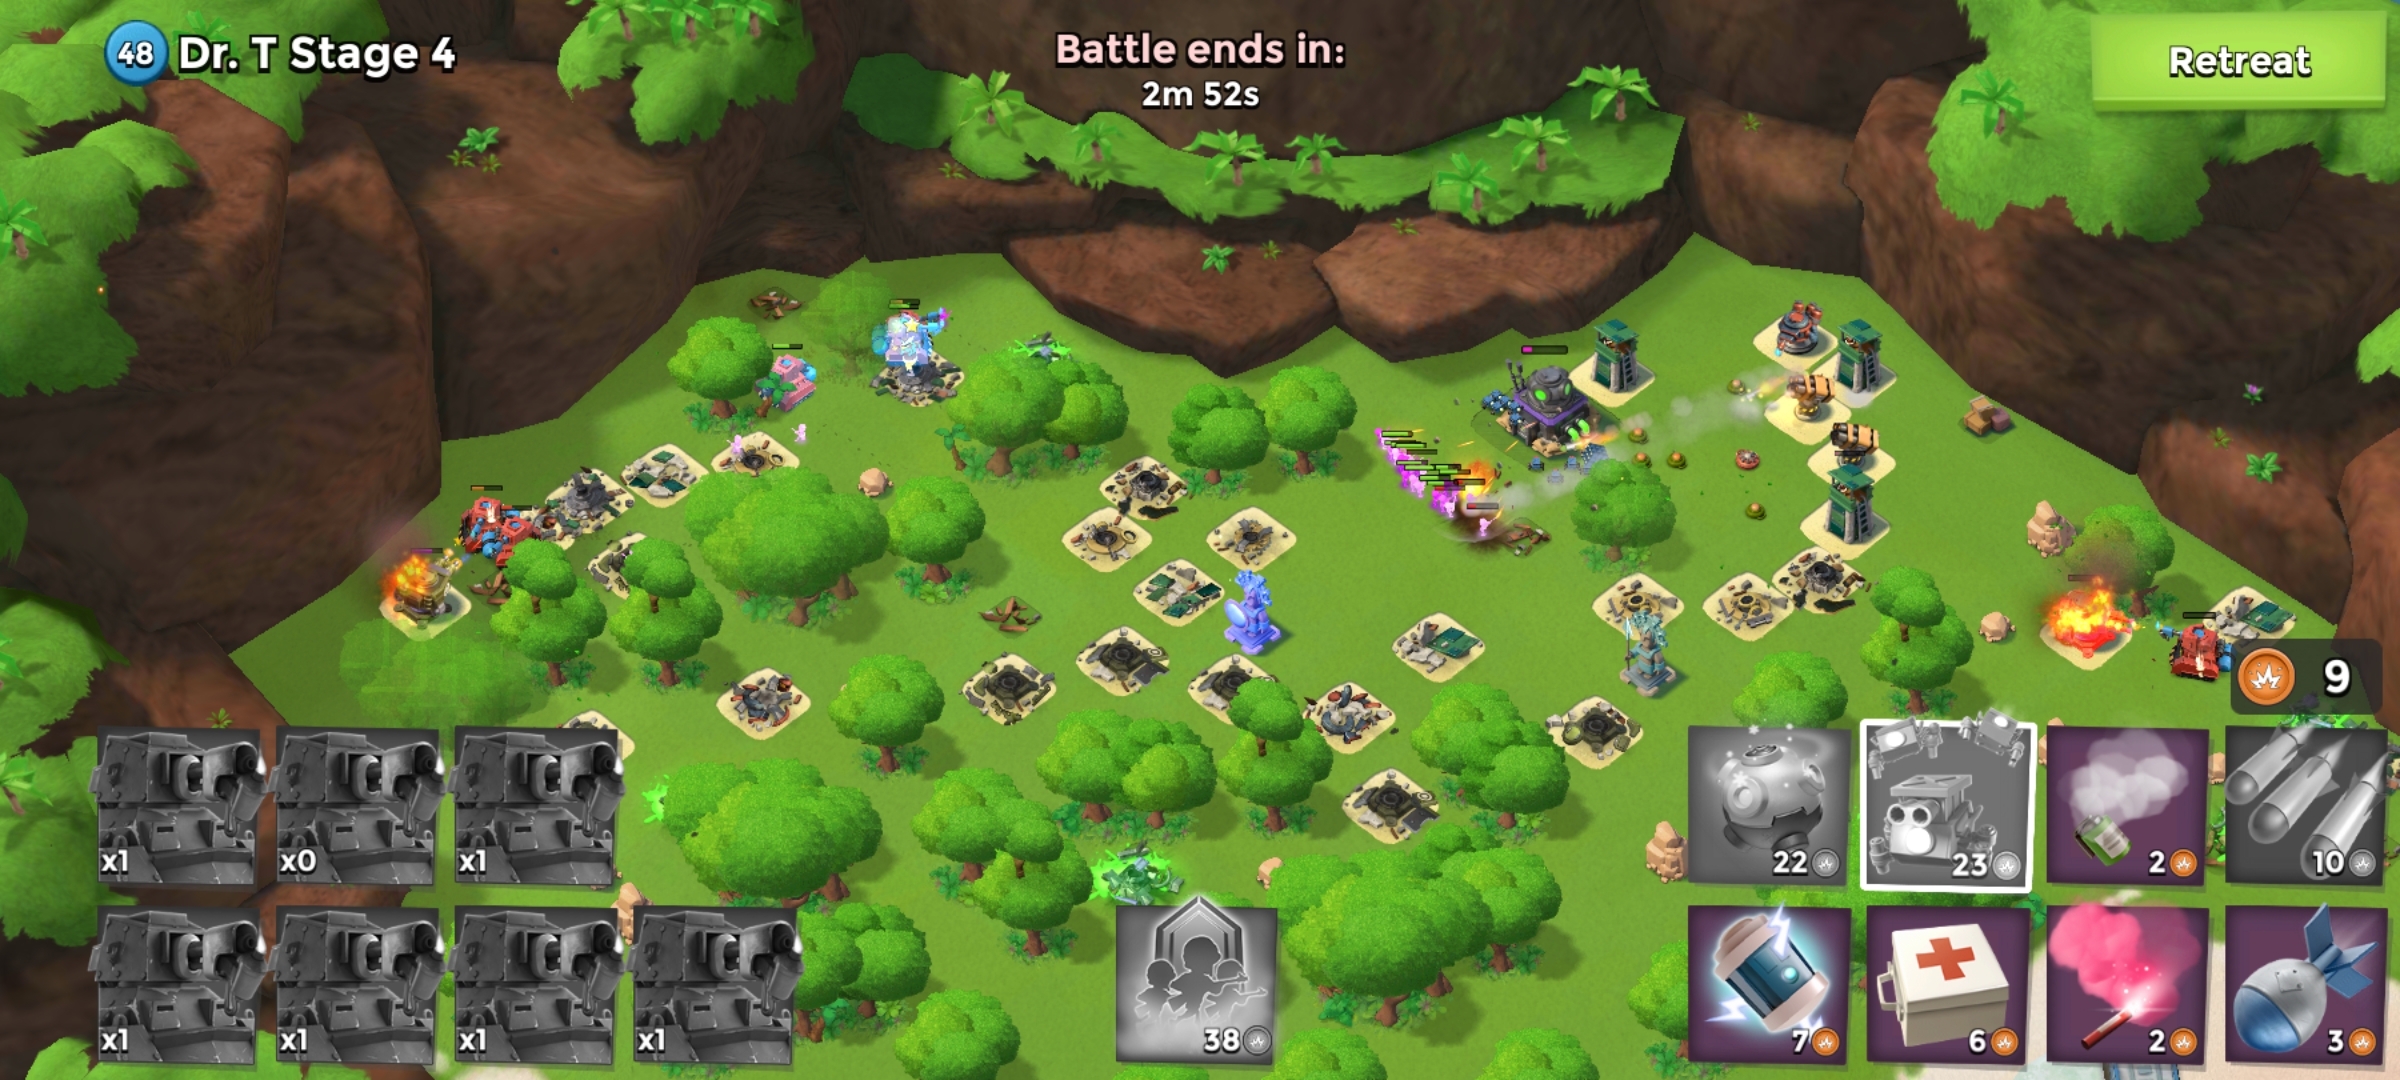 48 Dr. T Stage 4
Battle ends in:
2m 52s
Retreat
9
x1
x0
x1
22
23
2
10
x1
x1
x1
x1
38
7
6
2
3